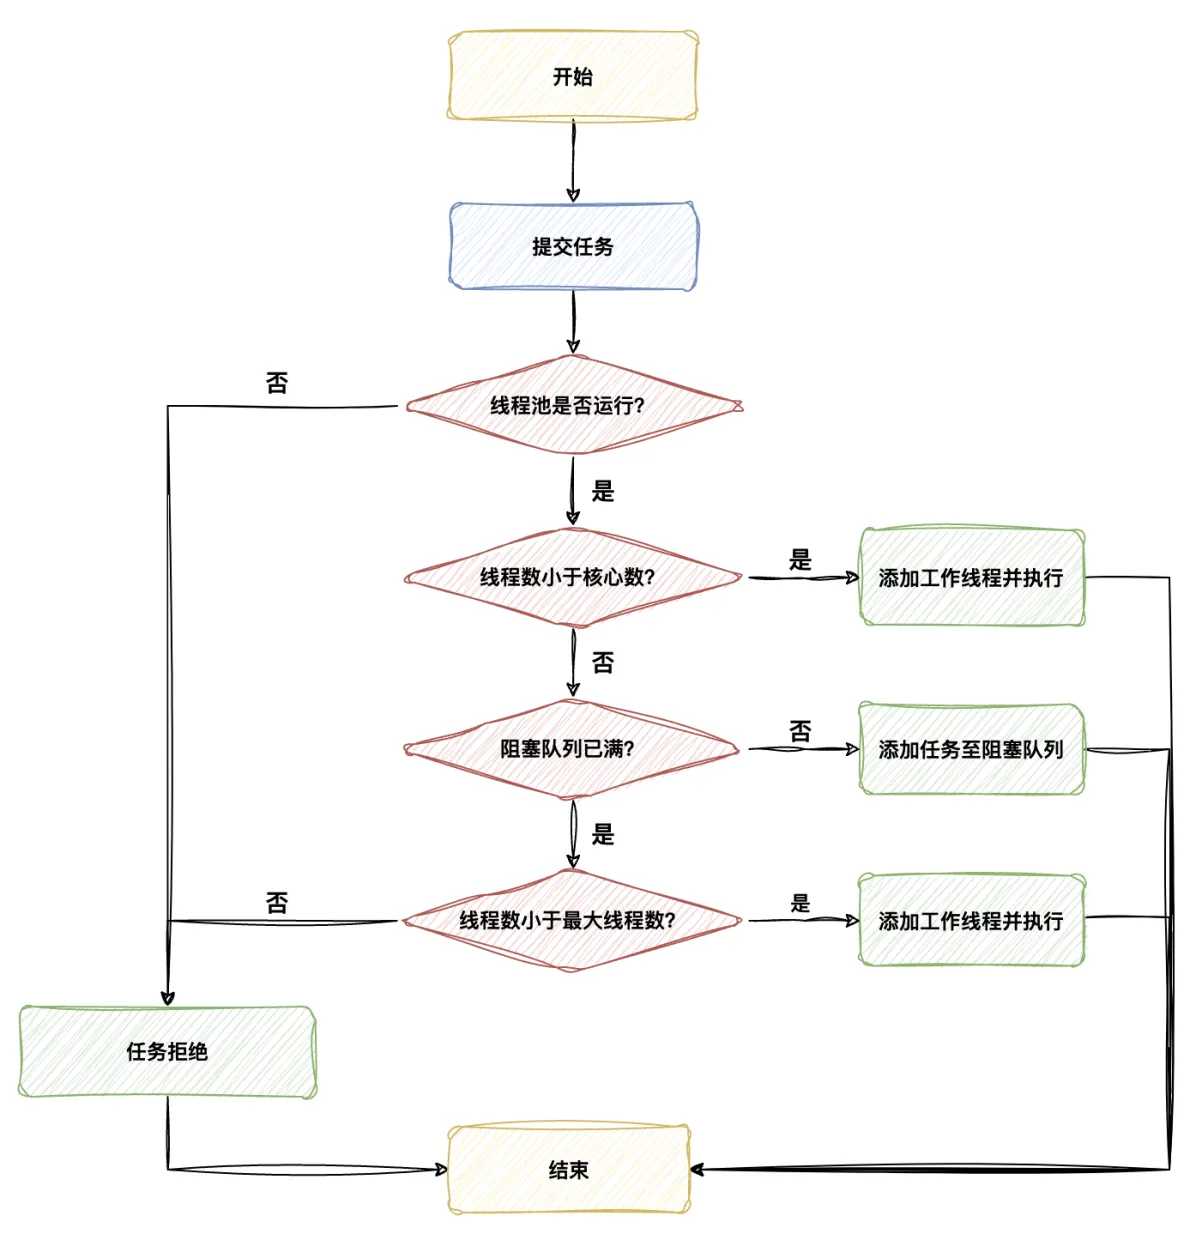 开始
提交任务
否
线程池是否运行?
是
线程数小于核心数?
是
添加工作线程并执行
否
阻塞队列已满?
否
添加任务至阻塞队列
是
否
线程数小于最大线程数?
是
添加工作线程并执行
任务拒绝
结束